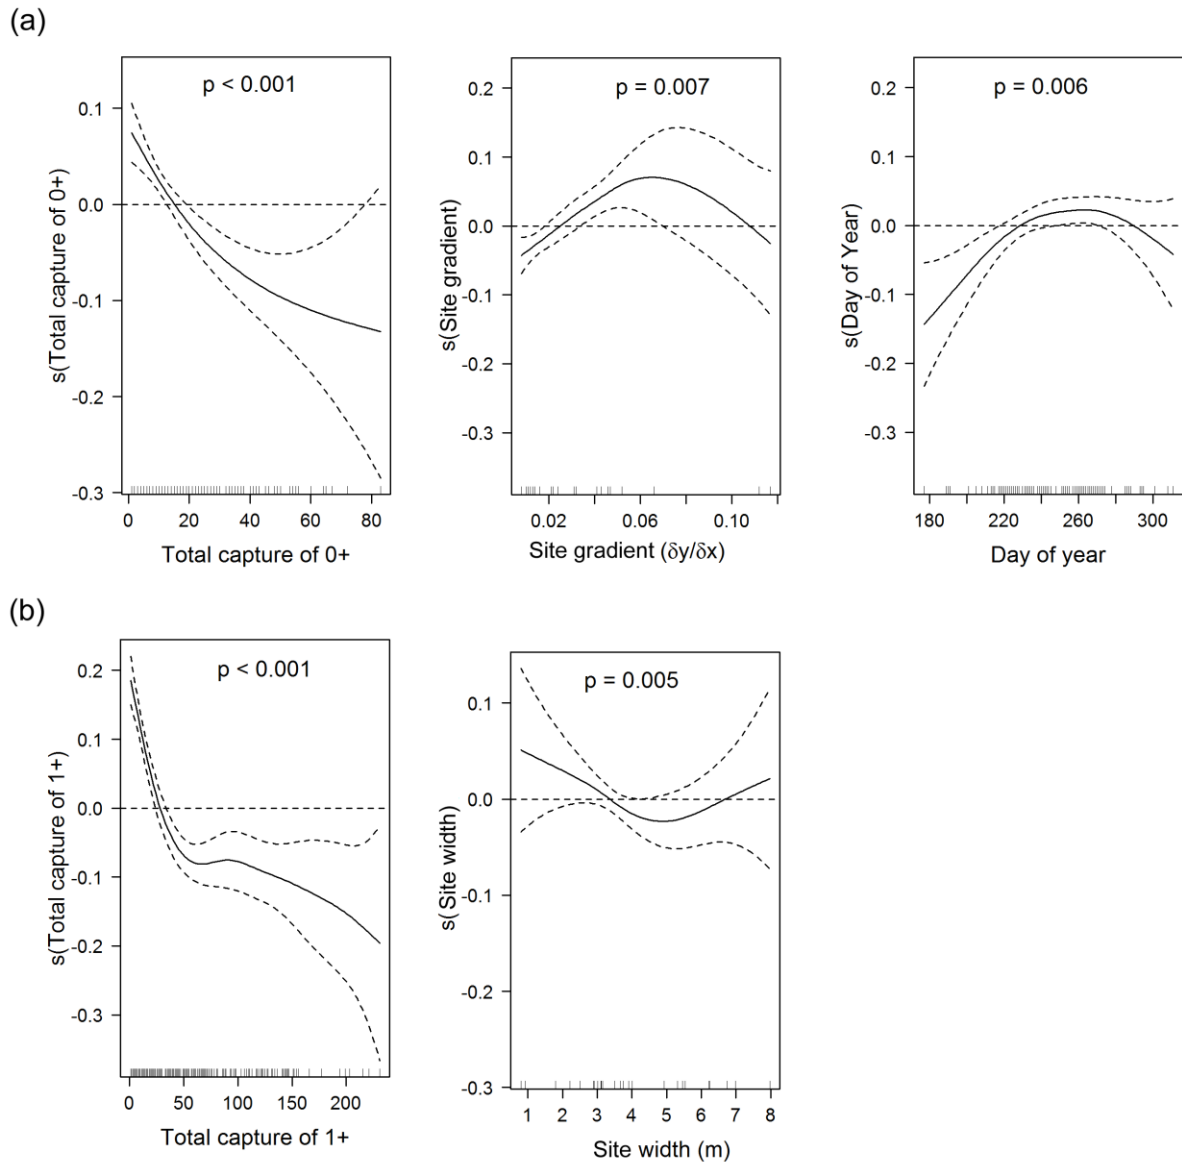 (a)
p < 0.001
s(Total capture of 0+)
0.1
0.0
-0.1
-0.2
-0.3
0 20 40 60 80
Total capture of 0+
p = 0.007
s(Site gradient)
0.2
0.1
0.0
-0.1
-0.2
-0.3
0.02 0.06 0.10
Site gradient (δy/δx)
p = 0.006
s(Day of Year)
0.2
0.1
0.0
-0.1
-0.2
-0.3
180 220 260 300
Day of year
(b)
p < 0.001
s(Total capture of 1+)
0.2
0.1
0.0
-0.1
-0.2
-0.3
0 50 100 150 200
Total capture of 1+
p = 0.005
s(Site width)
0.1
0.0
-0.1
-0.2
-0.3
1 2 3 4 5 6 7 8
Site width (m)